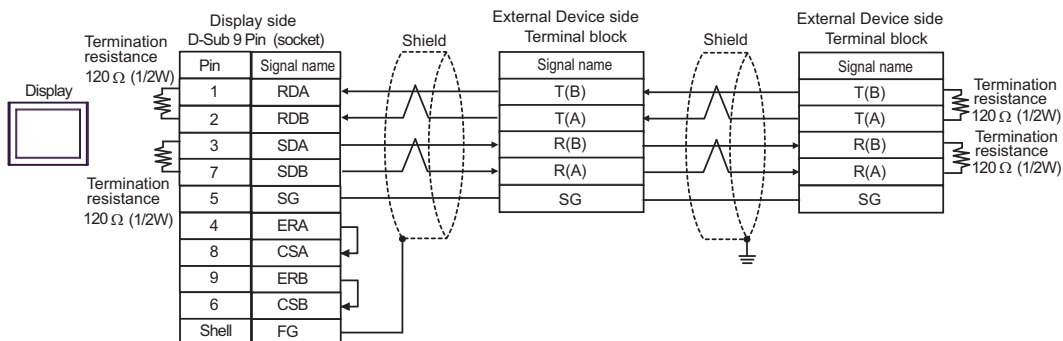 Display
Termination
resistance
120 Ω (1/2W)
Termination
resistance
120 Ω (1/2W)
Display side
D-Sub 9 Pin (socket)
Pin Signal name
1 RDA
2 RDB
3 SDA
7 SDB
5 SG
4 ERA
8 CSA
9 ERB
6 CSB
Shell FG
Shield
External Device side
Terminal block
Signal name
T(B)
T(A)
R(B)
R(A)
SG
Shield
External Device side
Terminal block
Signal name
T(B)
T(A)
R(B)
R(A)
SG
Termination
resistance
120 Ω (1/2W)
Termination
resistance
120 Ω (1/2W)